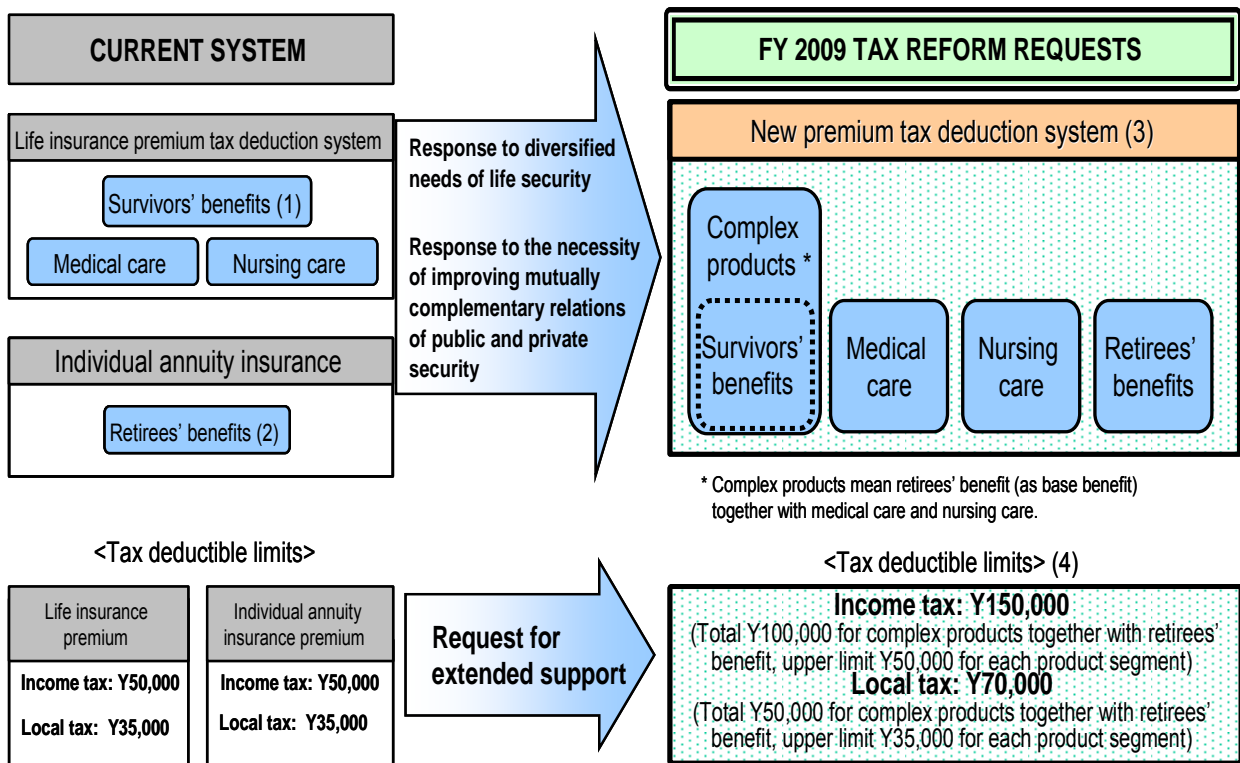 CURRENT SYSTEM
Life insurance premium tax deduction system
Survivors’ benefits (1)
Medical care
Nursing care
Individual annuity insurance
Retirees’ benefits (2)
Response to diversified
needs of life security
Response to the necessity
of improving mutually
complementary relations
of public and private
security
FY 2009 TAX REFORM REQUESTS
New premium tax deduction system (3)
Complex
products *
Survivors’
benefits
Medical
care
Nursing
care
Retirees’
benefits
* Complex products mean retirees’ benefit (as base benefit)
together with medical care and nursing care.
<Tax deductible limits>
Life insurance
premium
Income tax: Y50,000
Local tax: Y35,000
Individual annuity
insurance premium
Income tax: Y50,000
Local tax: Y35,000
Request for
extended support
<Tax deductible limits> (4)
Income tax: Y150,000
(Total Y100,000 for complex products together with retirees’
benefit, upper limit Y50,000 for each product segment)
Local tax: Y70,000
(Total Y50,000 for complex products together with retirees’
benefit, upper limit Y35,000 for each product segment)